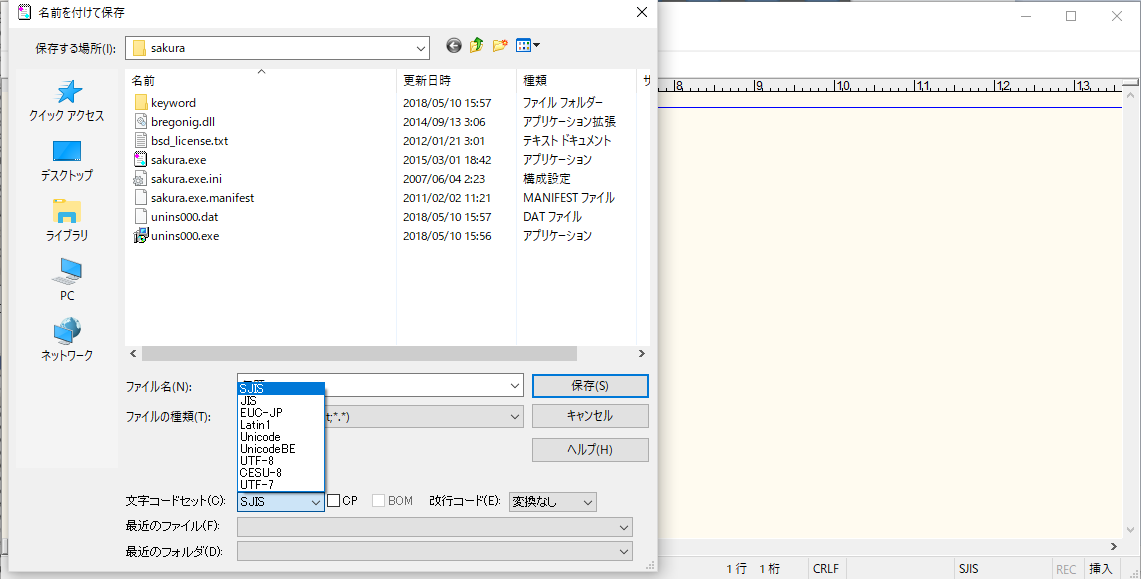 名前を付けて保存
保存する場所(I): sakura
クイック アクセス
デスクトップ
ライブラリ
PC
ネットワーク
名前 更新日時 種類 サ
keyword 2018/05/10 15:57 ファイル フォルダー
bregonig.dll 2014/09/13 3:06 アプリケーション拡張
bsd_license.txt 2012/01/21 3:01 テキスト ドキュメント
sakura.exe 2015/03/01 18:42 アプリケーション
sakura.exe.ini 2007/06/04 2:23 構成設定
sakura.exe.manifest 2011/02/02 11:21 MANIFEST ファイル
unins000.dat 2018/05/10 15:57 DAT ファイル
unins000.exe 2018/05/10 15:56 アプリケーション
ファイル名(N): 保存(S)
ファイルの種類(T): t;*.*) キャンセル
ヘルプ(H)
SJIS
JIS
EUC-JP
Latin1
Unicode
UnicodeBE
UTF-8
CESU-8
UTF-7
文字コードセット(C): SJIS CP BOM 改行コード(E): 変換なし
最近のファイル(F):
最近のフォルダ(D):
8 9 10 11 12 13
1 行 1 桁 CRLF SJIS REC 挿入